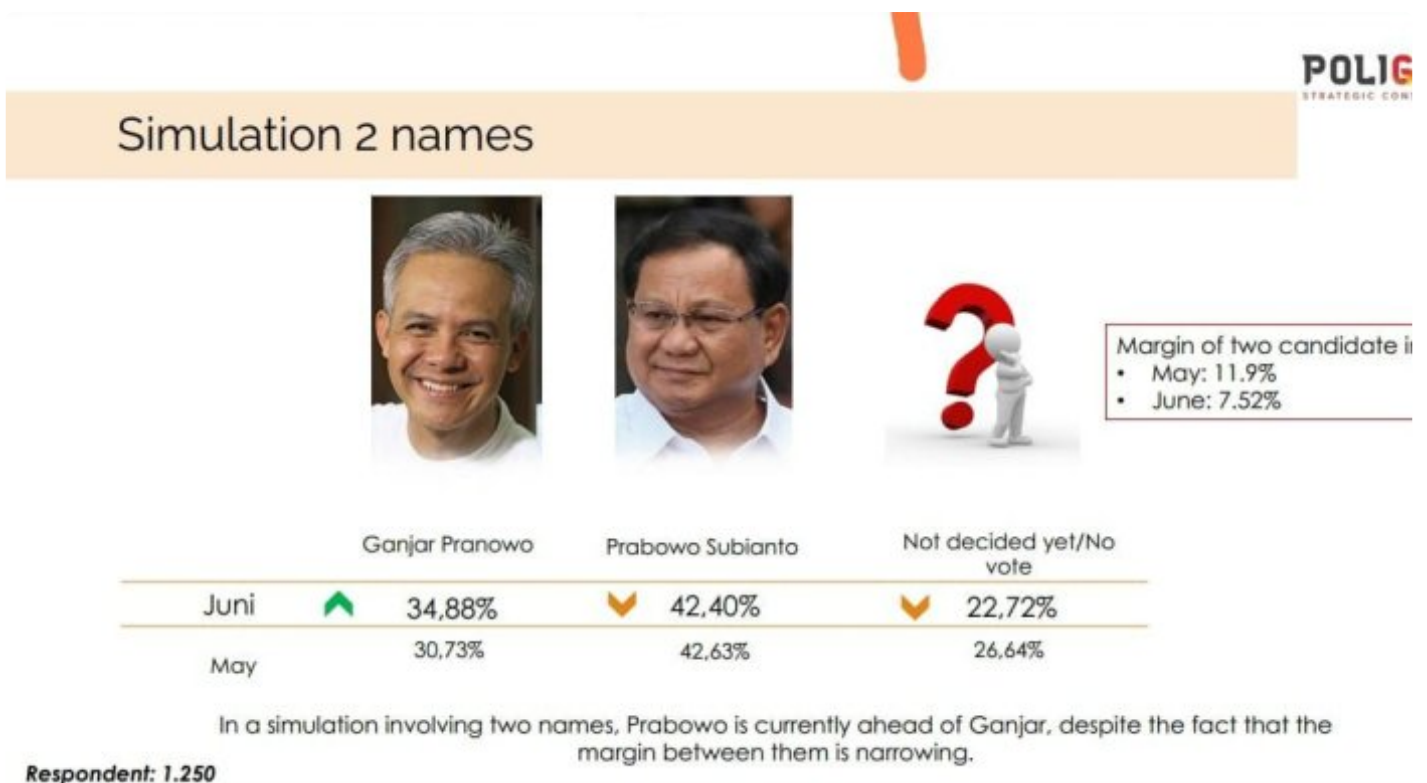 POLIG
STRATEGIC CONS
Simulation 2 names
Margin of two candidate in
• May: 11.9%
• June: 7.52%
Ganjar Pranowo
Prabowo Subianto
Not decided yet/No
vote
Juni 34,88% 42,40% 22,72%
May 30,73% 42,63% 26,64%
In a simulation involving two names, Prabowo is currently ahead of Ganjar, despite the fact that the
margin between them is narrowing.
Respondent: 1.250